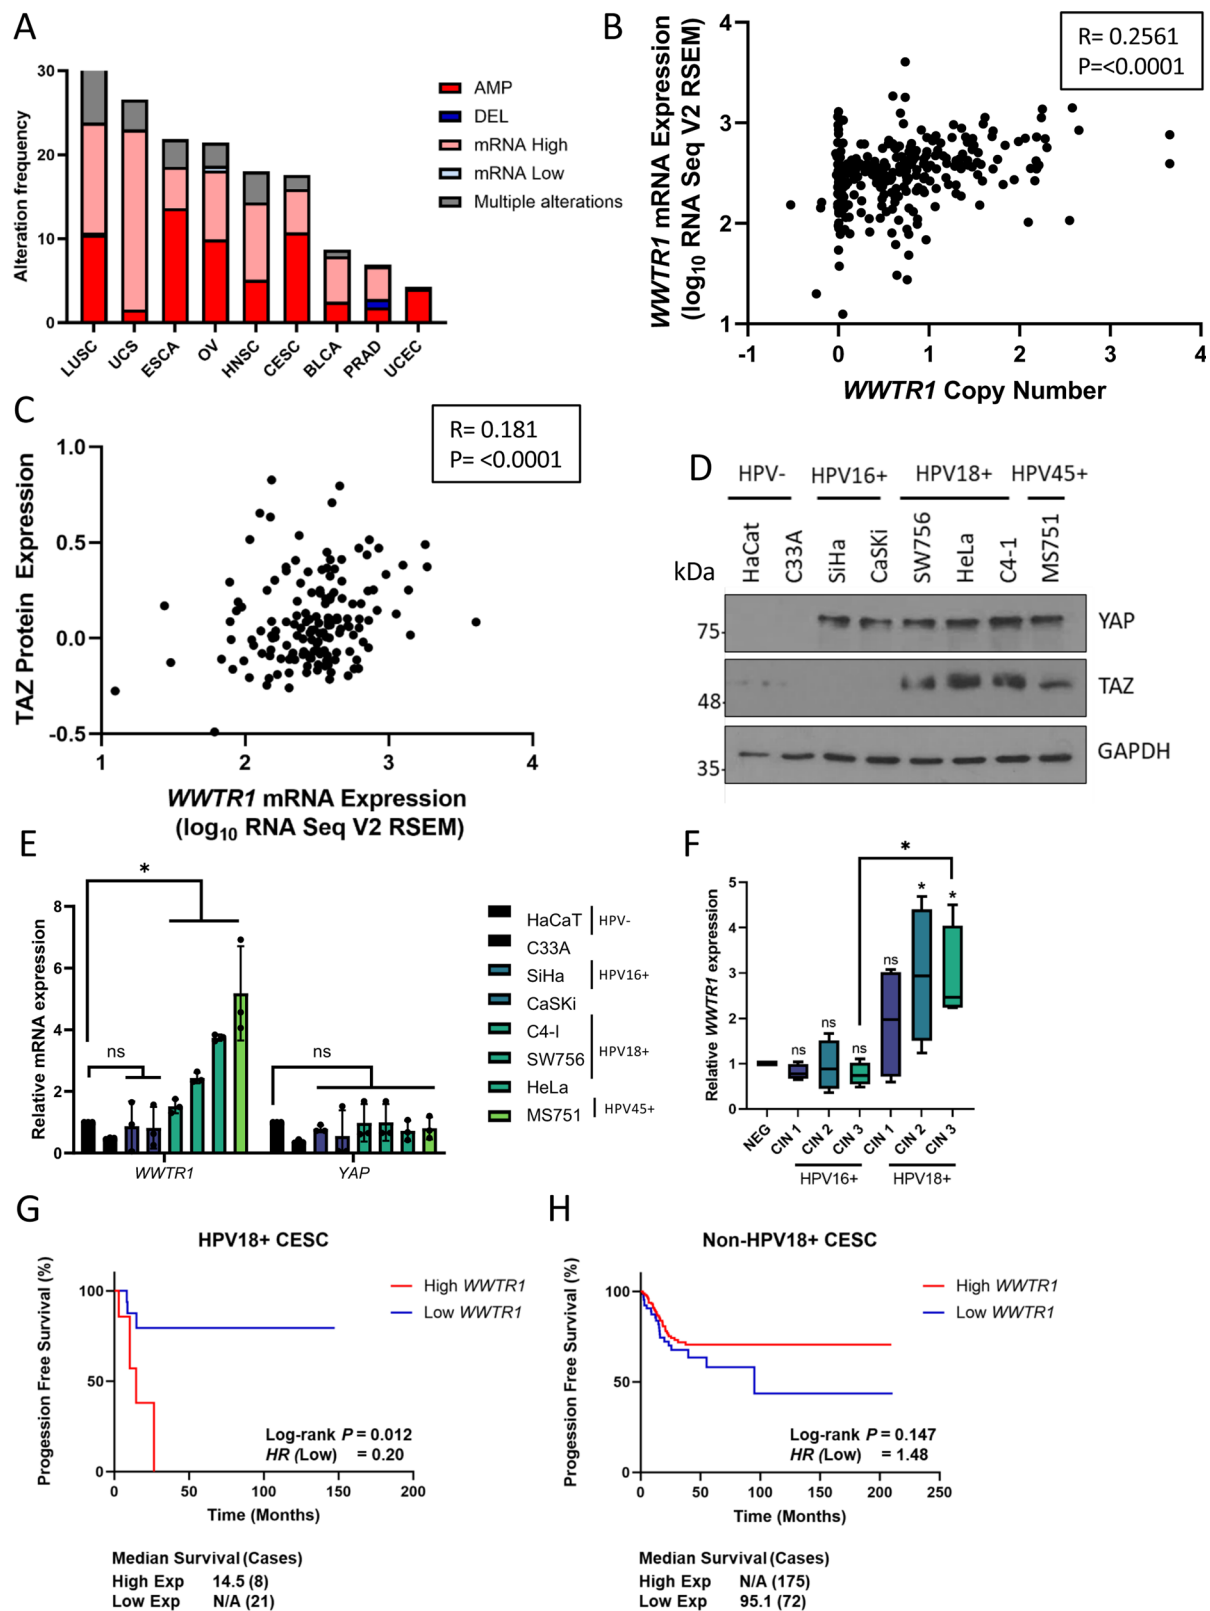 A
Alteration frequency
30
20
10
0
LUSC
UCS
ESCA
OV
HNSC
CESC
BLCA
PRAD
UCEC
AMP
DEL
mRNA High
mRNA Low
Multiple alterations
B
WWTR1 mRNA Expression
(log10 RNA Seq V2 RSEM)
4
3
2
1
-1
0
1
2
3
4
WWTR1 Copy Number
R= 0.2561
P=<0.0001
C
TAZ Protein Expression
1.0
0.5
0.0
-0.5
1
2
3
4
WWTR1 mRNA Expression
(log10 RNA Seq V2 RSEM)
R= 0.181
P= <0.0001
D
HPV-
HPV16+
HPV18+
HPV45+
HaCat
C33A
SiHa
CaSKi
SW756
HeLa
C4-1
MS751
kDa
75
YAP
48
TAZ
35
GAPDH
E
Relative mRNA expression
8
6
4
2
0
*
ns
ns
WWTR1
YAP
HaCaT
HPV-
C33A
SiHa
HPV16+
CaSKi
C4-I
SW756
HPV18+
HeLa
MS751
HPV45+
F
Relative WWTR1 expression
5
4
3
2
1
0
*
ns
ns
ns
ns
*
*
NEG
CIN 1
CIN 2
CIN 3
CIN 1
CIN 2
CIN 3
HPV16+
HPV18+
G
HPV18+ CESC
Progession Free Survival (%)
100
50
0
0
50
100
150
200
Time (Months)
High WWTR1
Low WWTR1
Log-rank P = 0.012
HR (Low) = 0.20
Median Survival (Cases)
High Exp 14.5 (8)
Low Exp N/A (21)
H
Non-HPV18+ CESC
Progession Free Survival (%)
100
50
0
0
50
100
150
200
250
Time (Months)
High WWTR1
Low WWTR1
Log-rank P = 0.147
HR (Low) = 1.48
Median Survival (Cases)
High Exp N/A (175)
Low Exp 95.1 (72)